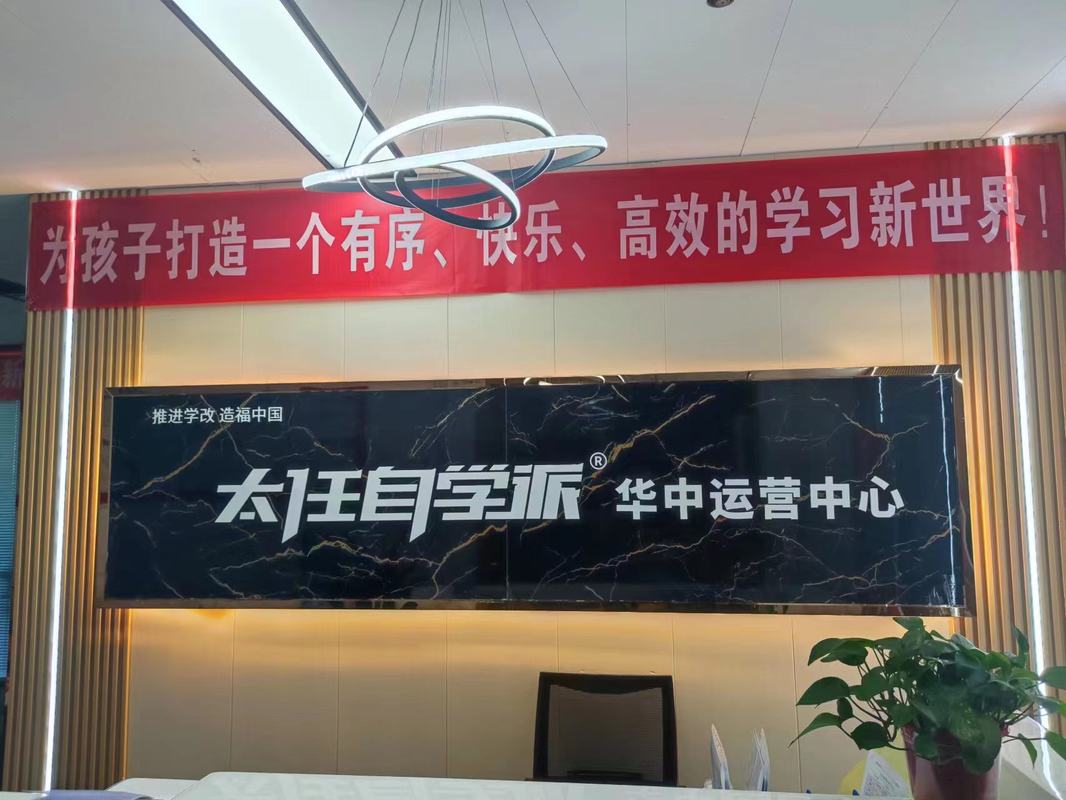 为孩子打造一个有序、快乐、高效的学习新世界！
推进学改 造福中国
太任自学派® 华中运营中心
新